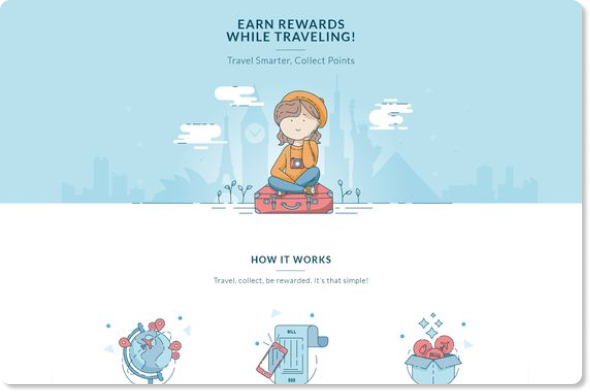 EARN REWARDS
WHILE TRAVELING!
Travel Smarter, Collect Points
HOW IT WORKS
Travel, collect, be rewarded. It's that simple!
BILL